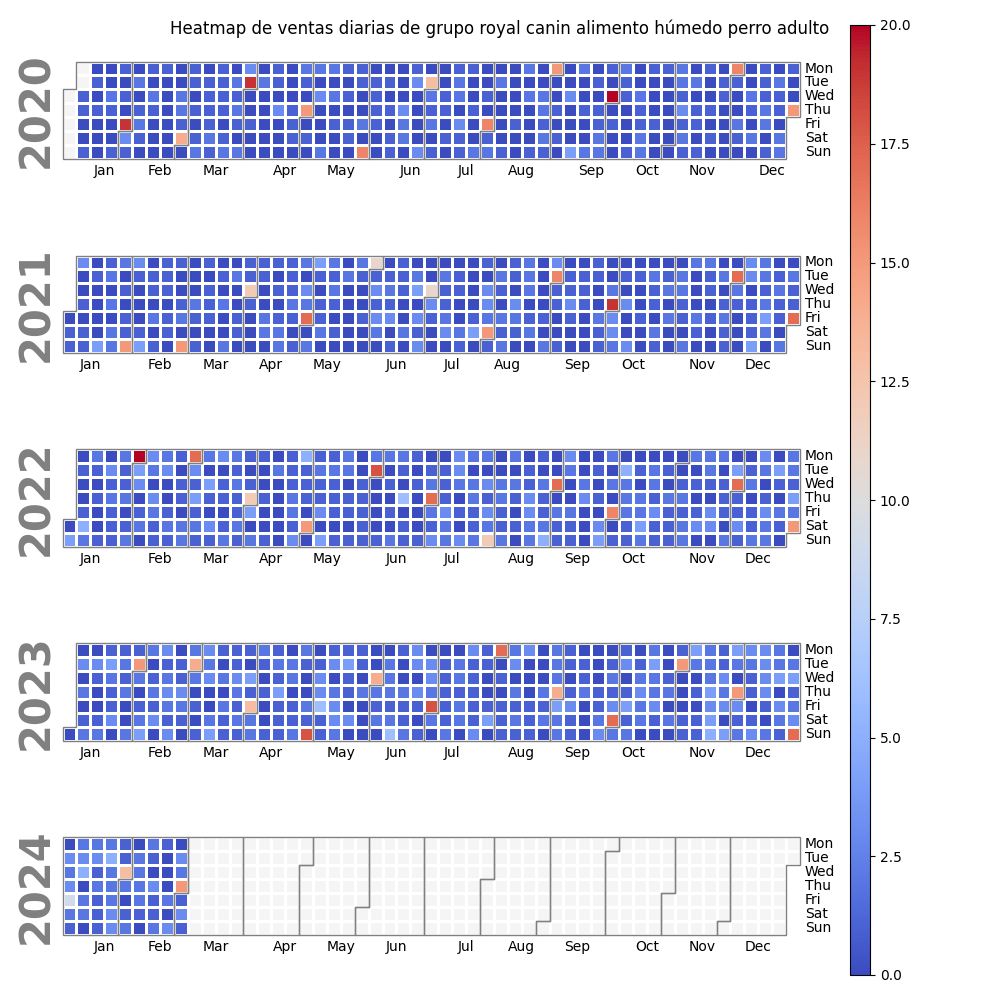 Heatmap de ventas diarias de grupo royal canin alimento húmedo perro adulto
2020
Mon
Tue
Wed
Thu
Fri
Sat
Sun
Jan Feb Mar Apr May Jun Jul Aug Sep Oct Nov Dec
2021
Mon
Tue
Wed
Thu
Fri
Sat
Sun
Jan Feb Mar Apr May Jun Jul Aug Sep Oct Nov Dec
2022
Mon
Tue
Wed
Thu
Fri
Sat
Sun
Jan Feb Mar Apr May Jun Jul Aug Sep Oct Nov Dec
2023
Mon
Tue
Wed
Thu
Fri
Sat
Sun
Jan Feb Mar Apr May Jun Jul Aug Sep Oct Nov Dec
2024
Mon
Tue
Wed
Thu
Fri
Sat
Sun
Jan Feb Mar Apr May Jun Jul Aug Sep Oct Nov Dec
20.0
17.5
15.0
12.5
10.0
7.5
5.0
2.5
0.0